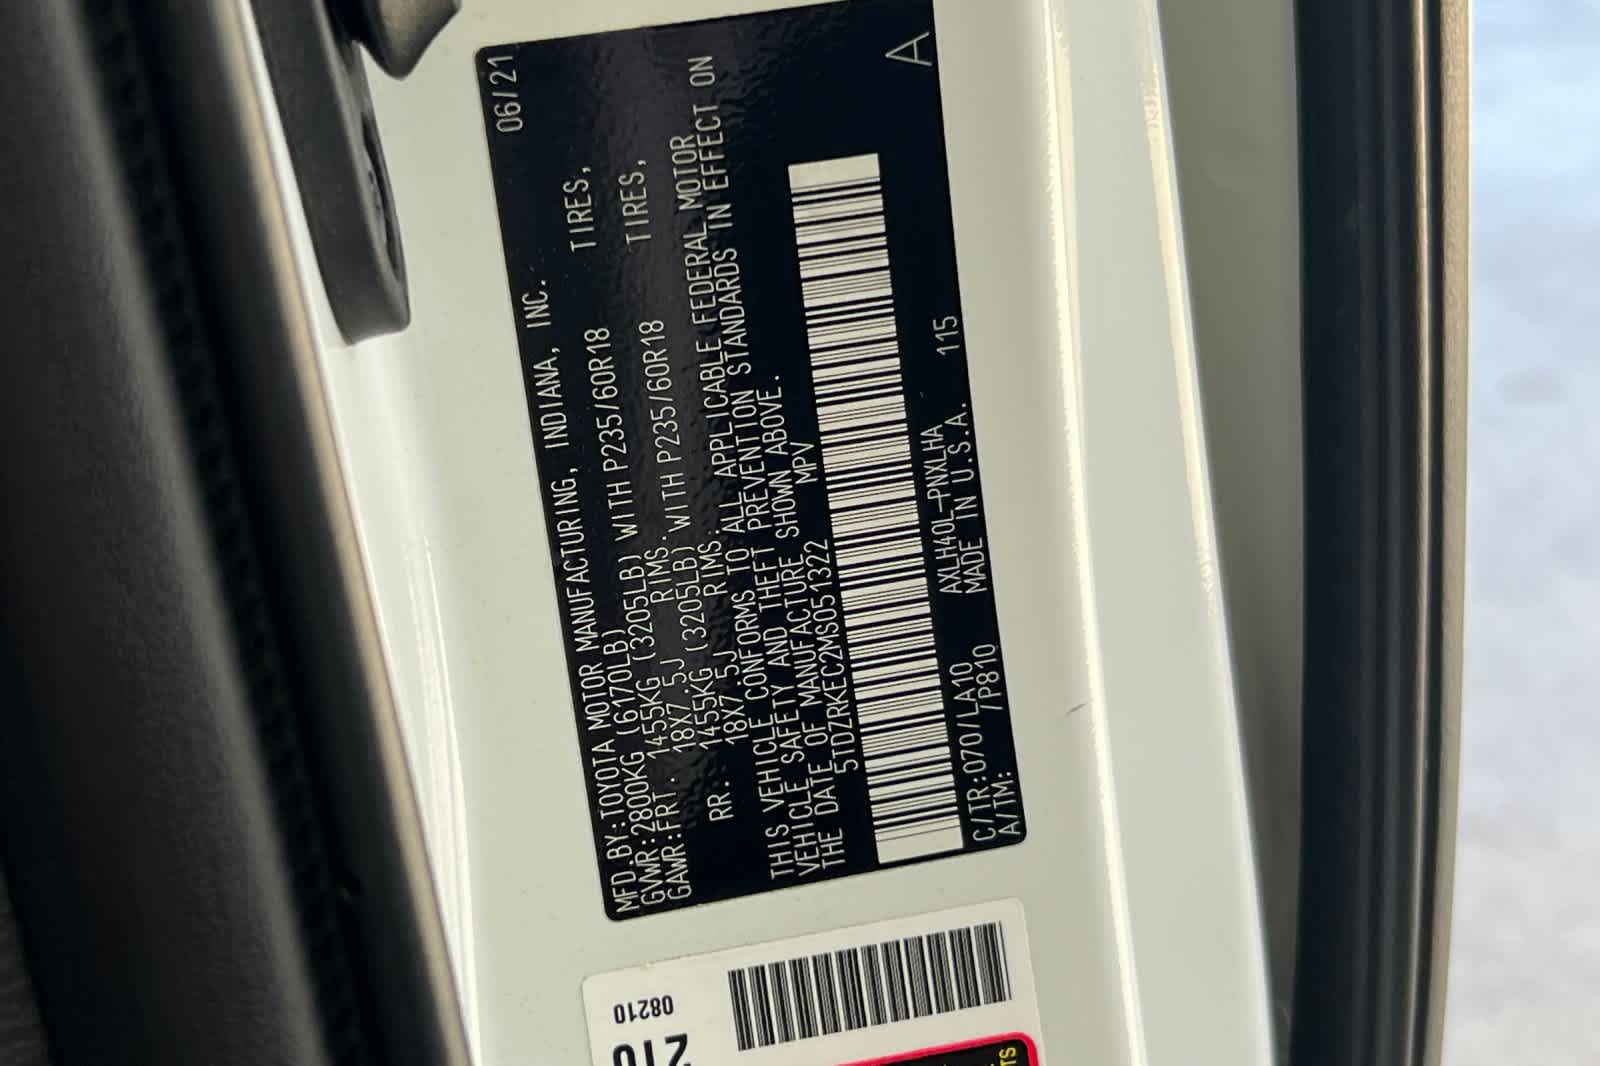 MFD.BY:TOYOTA MOTOR MANUFACTURING, INDIANA, INC. 06/21
GVWR:2800KG (6170LB)
GAWR:FRT. 1455KG (3205LB) WITH P235/60R18 TIRES,
18X7.5J RIMS.
RR. 1455KG (3205LB) WITH P235/60R18 TIRES,
18X7.5J RIMS.
THIS VEHICLE CONFORMS TO ALL APPLICABLE FEDERAL MOTOR
VEHICLE SAFETY AND THEFT PREVENTION STANDARDS IN EFFECT ON
THE DATE OF MANUFACTURE SHOWN ABOVE.
5TDZRKEC2MS051322 MPV
C/TR:070/LA10 AXLH40L-PNXLHA 115
A/TM: /P810 MADE IN U.S.A.
A
08210
210